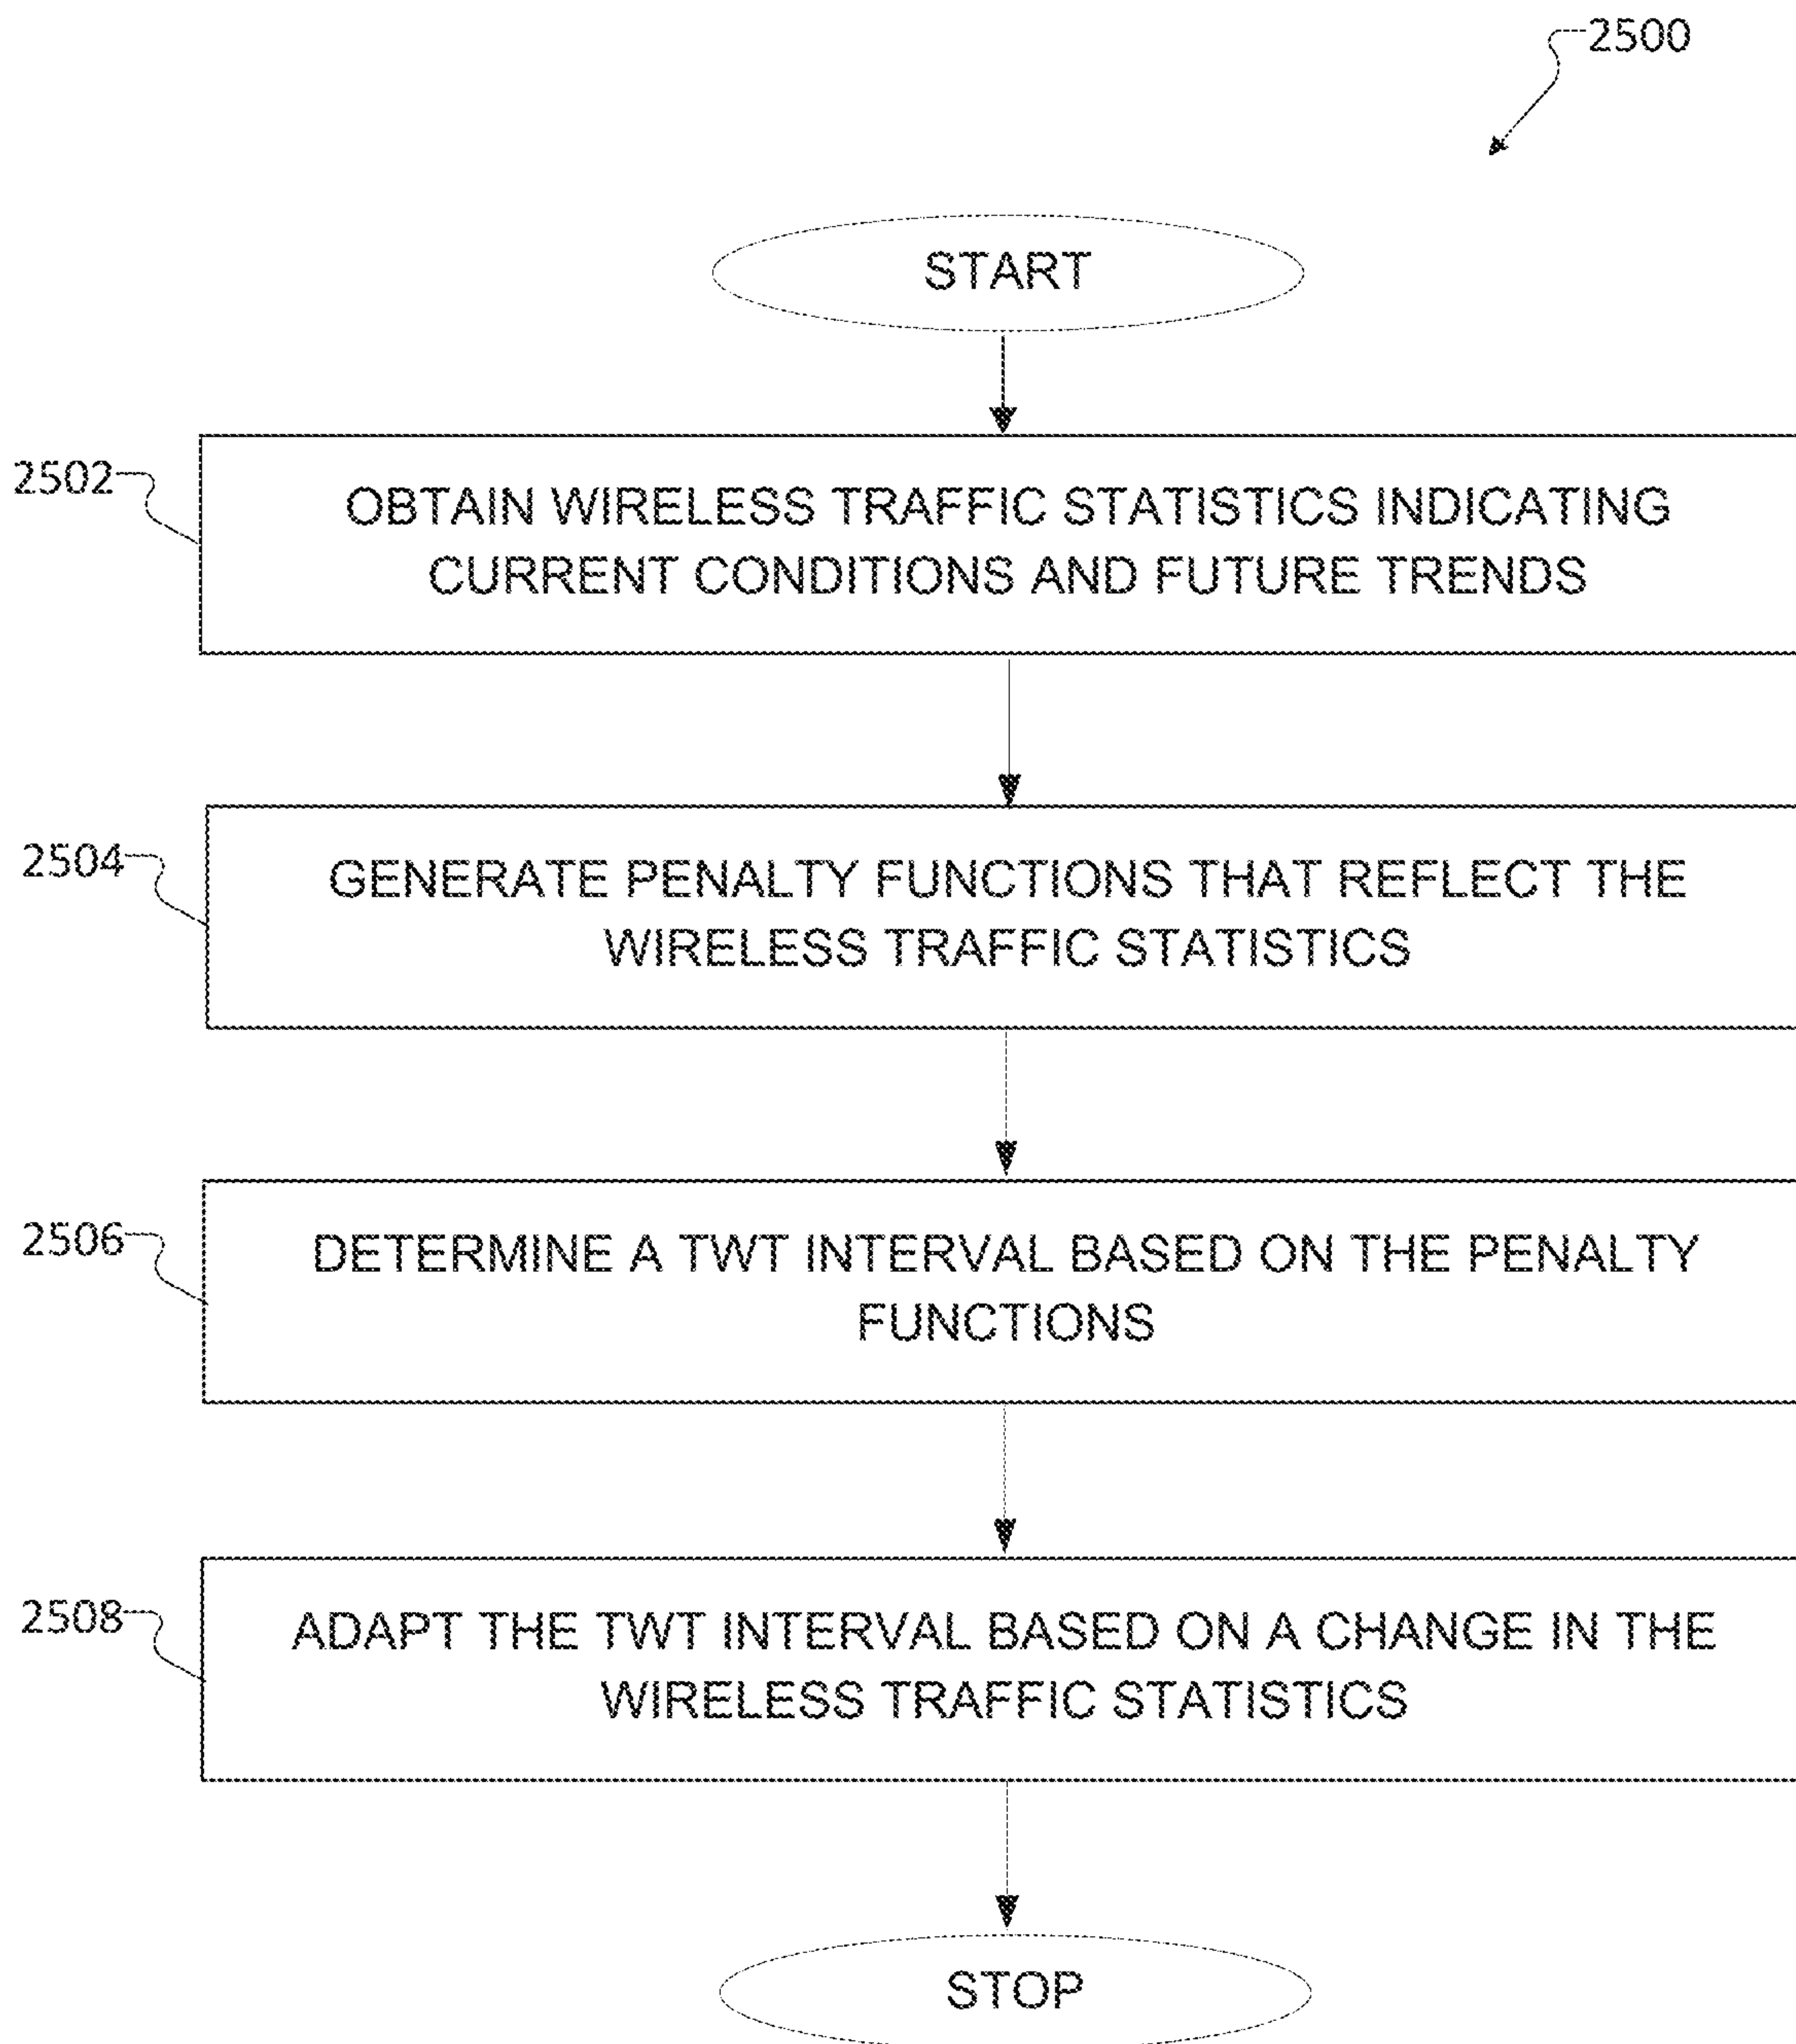 2500
START
2502
OBTAIN WIRELESS TRAFFIC STATISTICS INDICATING
CURRENT CONDITIONS AND FUTURE TRENDS
2504
GENERATE PENALTY FUNCTIONS THAT REFLECT THE
WIRELESS TRAFFIC STATISTICS
2506
DETERMINE A TWT INTERVAL BASED ON THE PENALTY
FUNCTIONS
2508
ADAPT THE TWT INTERVAL BASED ON A CHANGE IN THE
WIRELESS TRAFFIC STATISTICS
STOP